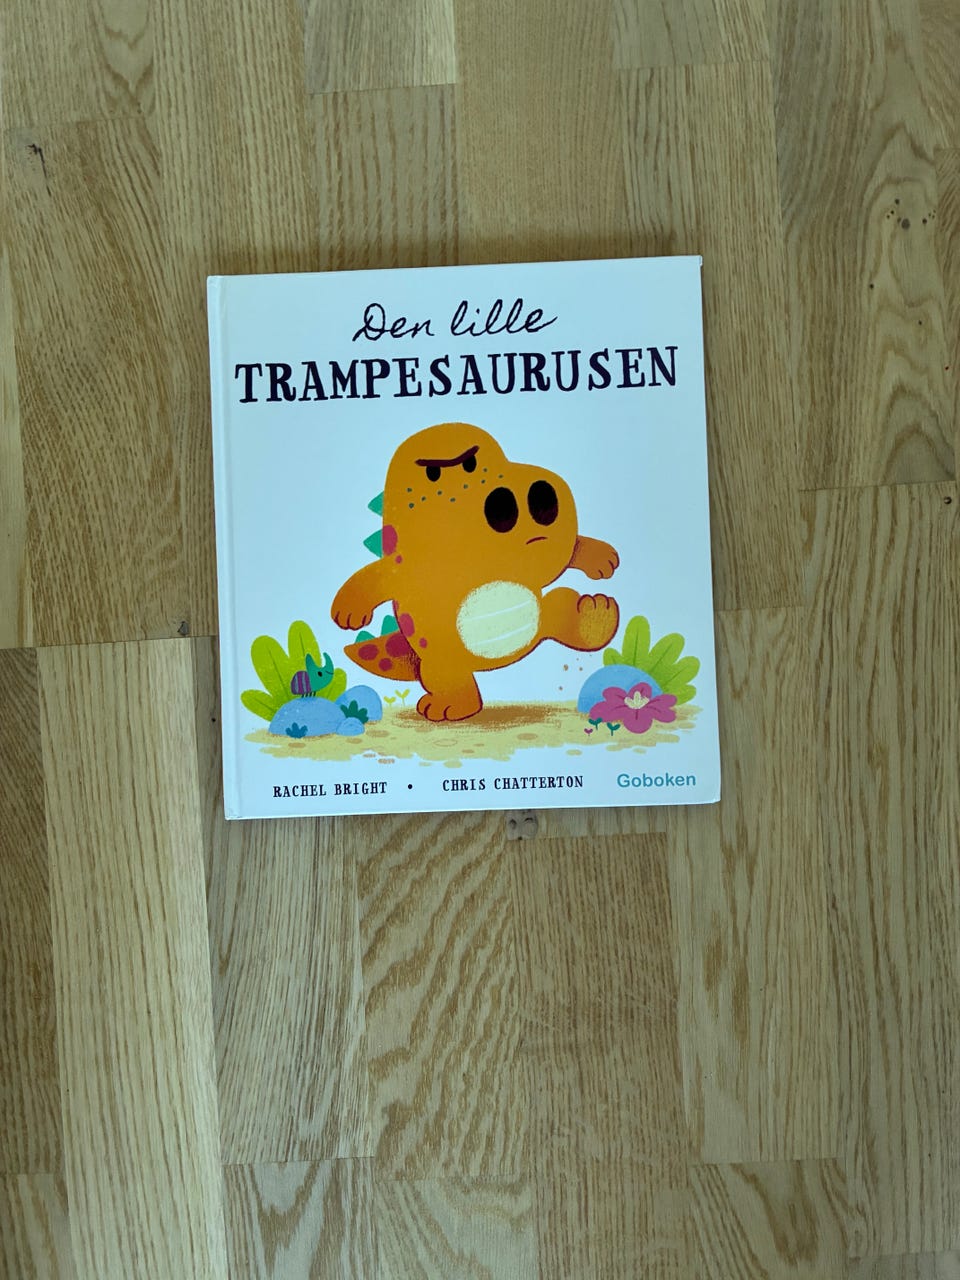 Den lille
TRAMPESAURUSEN
RACHEL BRIGHT • CHRIS CHATTERTON Goboken